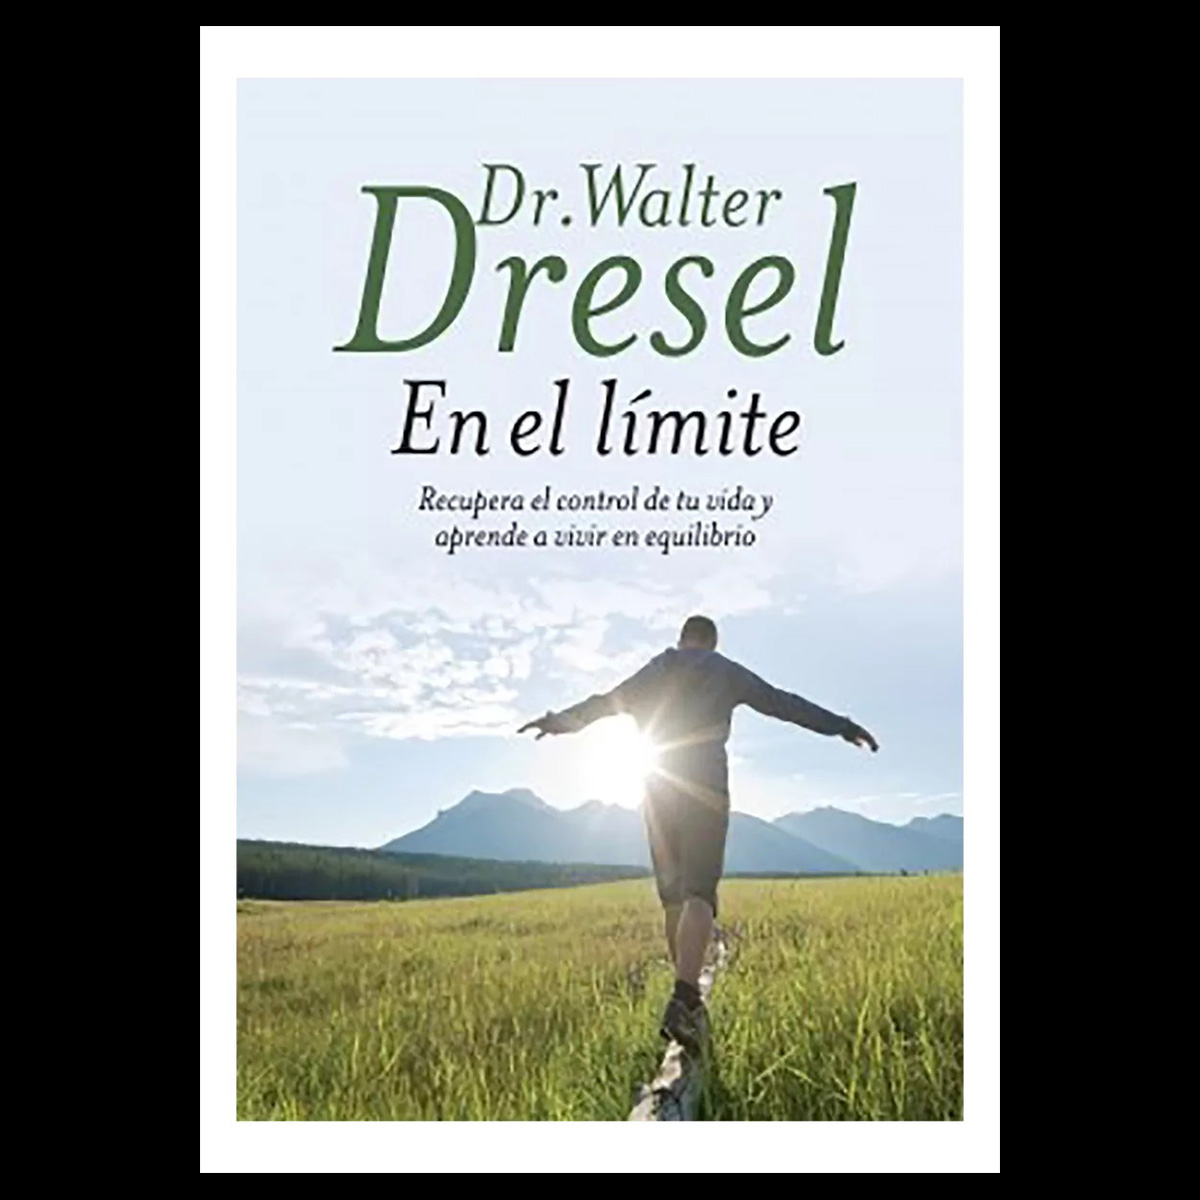 Dr. Walter
Dresel
En el límite
Recupera el control de tu vida y
aprende a vivir en equilibrio